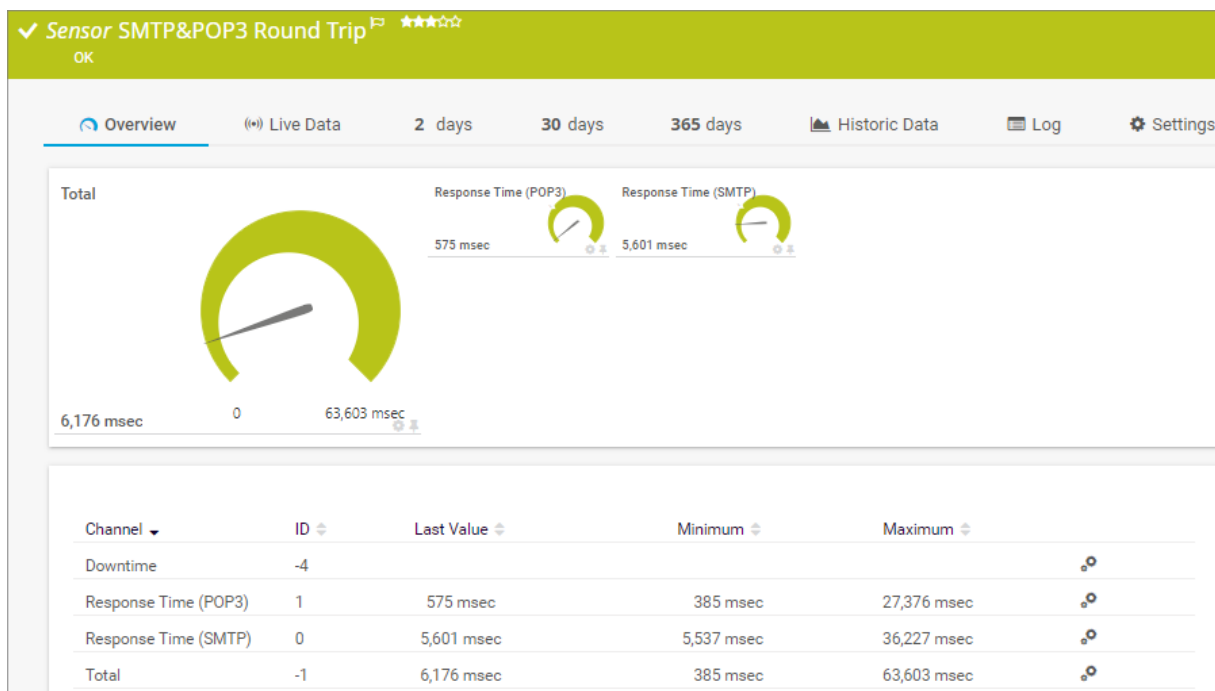 Sensor SMTP&POP3 Round Trip
OK
Overview Live Data 2 days 30 days 365 days Historic Data Log Settings
Total
Response Time (POP3)
575 msec
Response Time (SMTP)
5,601 msec
0 63,603 msec
6,176 msec
Channel ID Last Value Minimum Maximum
Downtime -4
Response Time (POP3) 1 575 msec 385 msec 27,376 msec
Response Time (SMTP) 0 5,601 msec 5,537 msec 36,227 msec
Total -1 6,176 msec 385 msec 63,603 msec